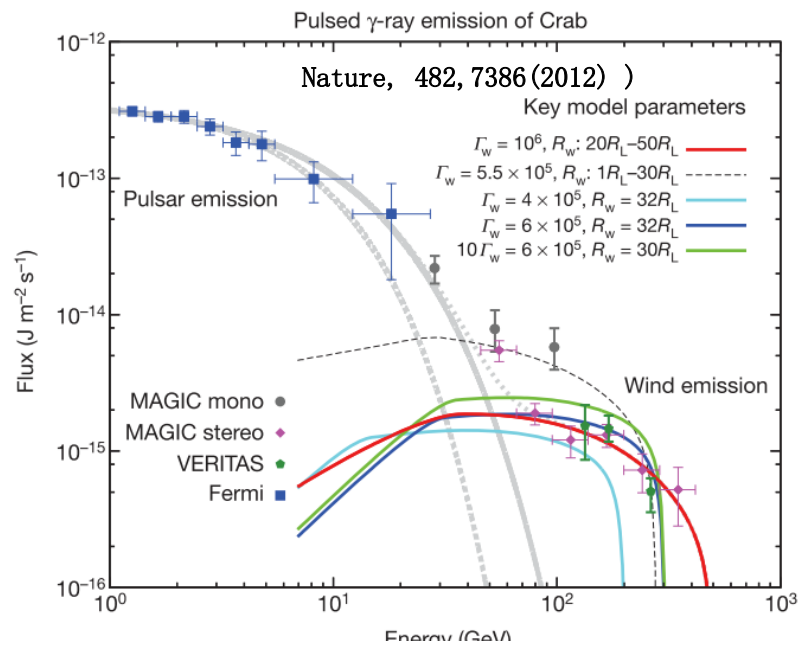 Pulsed γ-ray emission of Crab
Nature, 482,7386(2012) )
Key model parameters
Γw = 10⁶, Rw: 20RL–50RL
Γw = 5.5 × 10⁵, Rw: 1RL–30RL
Γw = 4 × 10⁵, Rw = 32RL
Γw = 6 × 10⁵, Rw = 32RL
10Γw = 6 × 10⁵, Rw = 30RL
Pulsar emission
Wind emission
MAGIC mono
MAGIC stereo
VERITAS
Fermi
Flux (J m⁻² s⁻¹)
10⁻¹²
10⁻¹³
10⁻¹⁴
10⁻¹⁵
10⁻¹⁶
10⁰ 10¹ 10² 10³
Energy (GeV)